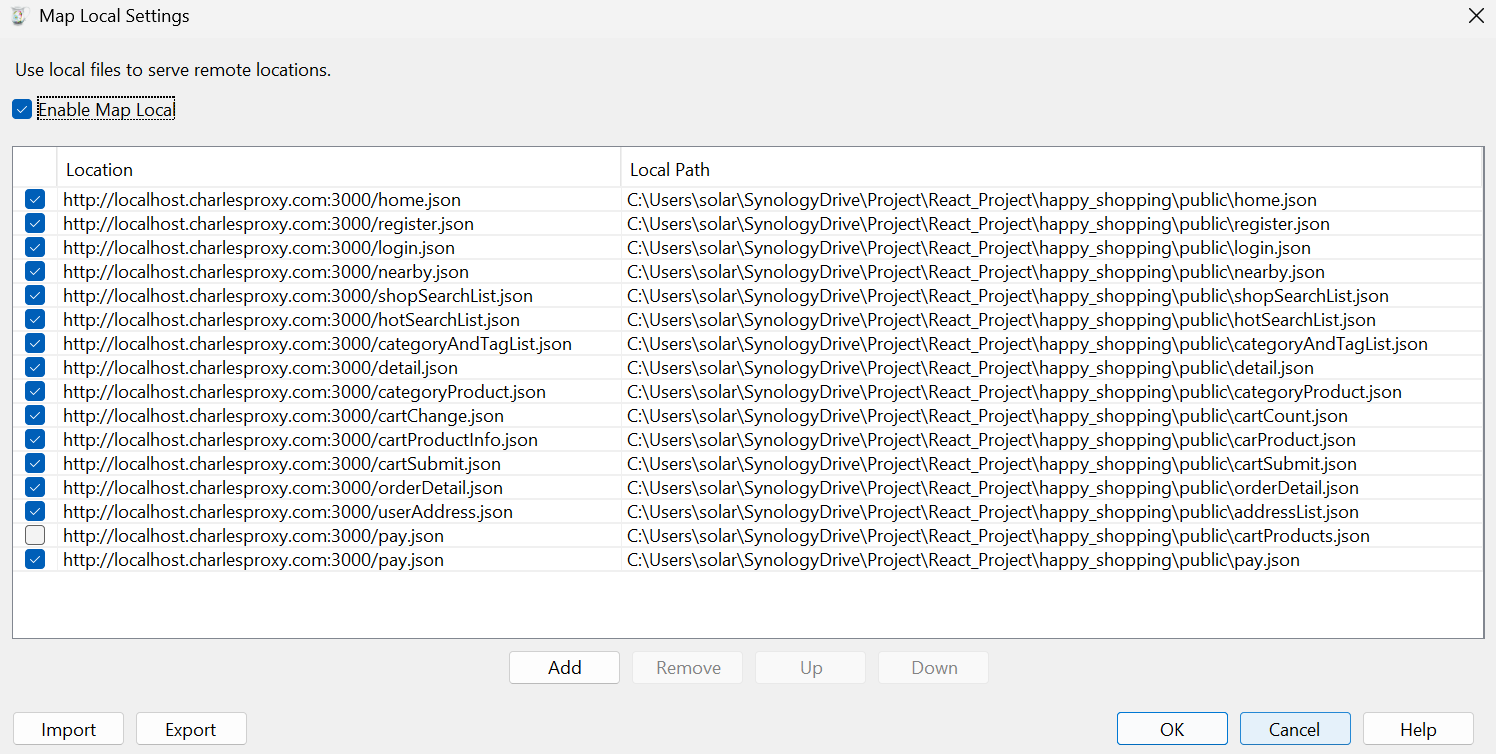 Map Local Settings
Use local files to serve remote locations.
Enable Map Local
Location Local Path
http://localhost.charlesproxy.com:3000/home.json C:\Users\solar\SynologyDrive\Project\React_Project\happy_shopping\public\home.json
http://localhost.charlesproxy.com:3000/register.json C:\Users\solar\SynologyDrive\Project\React_Project\happy_shopping\public\register.json
http://localhost.charlesproxy.com:3000/login.json C:\Users\solar\SynologyDrive\Project\React_Project\happy_shopping\public\login.json
http://localhost.charlesproxy.com:3000/nearby.json C:\Users\solar\SynologyDrive\Project\React_Project\happy_shopping\public\nearby.json
http://localhost.charlesproxy.com:3000/shopSearchList.json C:\Users\solar\SynologyDrive\Project\React_Project\happy_shopping\public\shopSearchList.json
http://localhost.charlesproxy.com:3000/hotSearchList.json C:\Users\solar\SynologyDrive\Project\React_Project\happy_shopping\public\hotSearchList.json
http://localhost.charlesproxy.com:3000/categoryAndTagList.json C:\Users\solar\SynologyDrive\Project\React_Project\happy_shopping\public\categoryAndTagList.json
http://localhost.charlesproxy.com:3000/detail.json C:\Users\solar\SynologyDrive\Project\React_Project\happy_shopping\public\detail.json
http://localhost.charlesproxy.com:3000/categoryProduct.json C:\Users\solar\SynologyDrive\Project\React_Project\happy_shopping\public\categoryProduct.json
http://localhost.charlesproxy.com:3000/cartChange.json C:\Users\solar\SynologyDrive\Project\React_Project\happy_shopping\public\cartCount.json
http://localhost.charlesproxy.com:3000/cartProductInfo.json C:\Users\solar\SynologyDrive\Project\React_Project\happy_shopping\public\carProduct.json
http://localhost.charlesproxy.com:3000/cartSubmit.json C:\Users\solar\SynologyDrive\Project\React_Project\happy_shopping\public\cartSubmit.json
http://localhost.charlesproxy.com:3000/orderDetail.json C:\Users\solar\SynologyDrive\Project\React_Project\happy_shopping\public\orderDetail.json
http://localhost.charlesproxy.com:3000/userAddress.json C:\Users\solar\SynologyDrive\Project\React_Project\happy_shopping\public\addressList.json
http://localhost.charlesproxy.com:3000/pay.json C:\Users\solar\SynologyDrive\Project\React_Project\happy_shopping\public\cartProducts.json
http://localhost.charlesproxy.com:3000/pay.json C:\Users\solar\SynologyDrive\Project\React_Project\happy_shopping\public\pay.json
Add Remove Up Down
Import Export OK Cancel Help